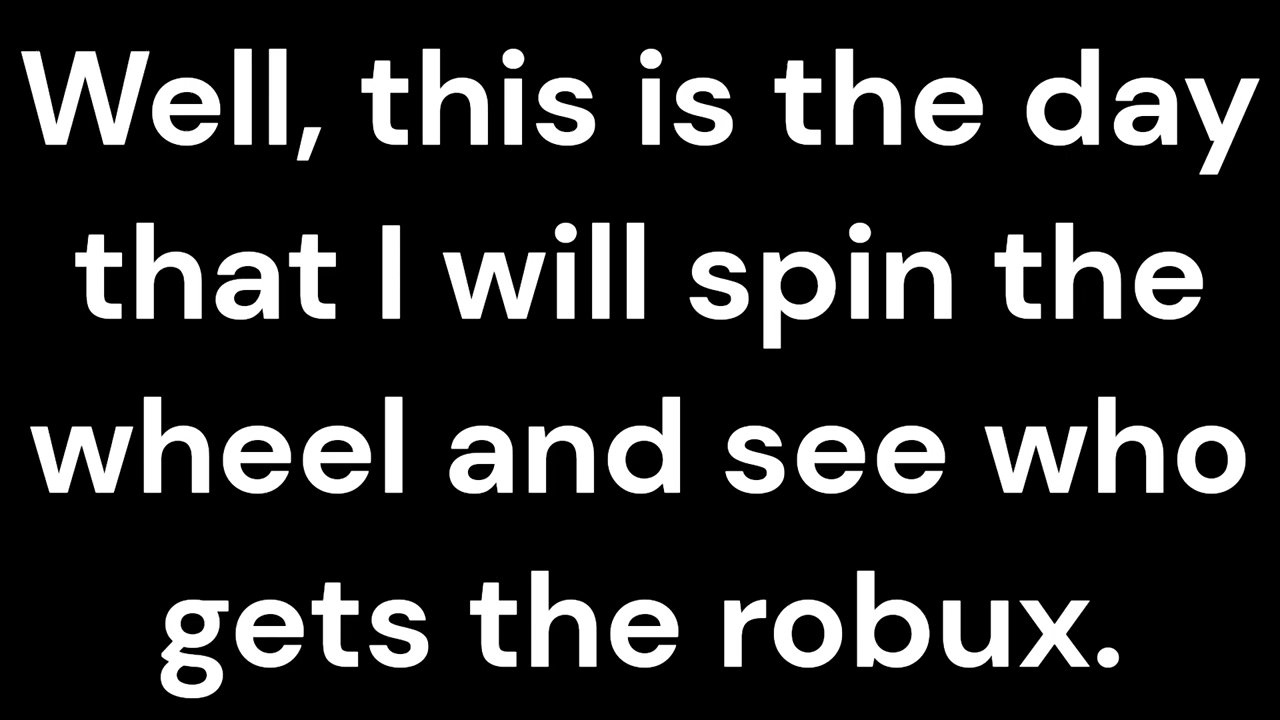 Well, this is the day
that I will spin the
wheel and see who
gets the robux.